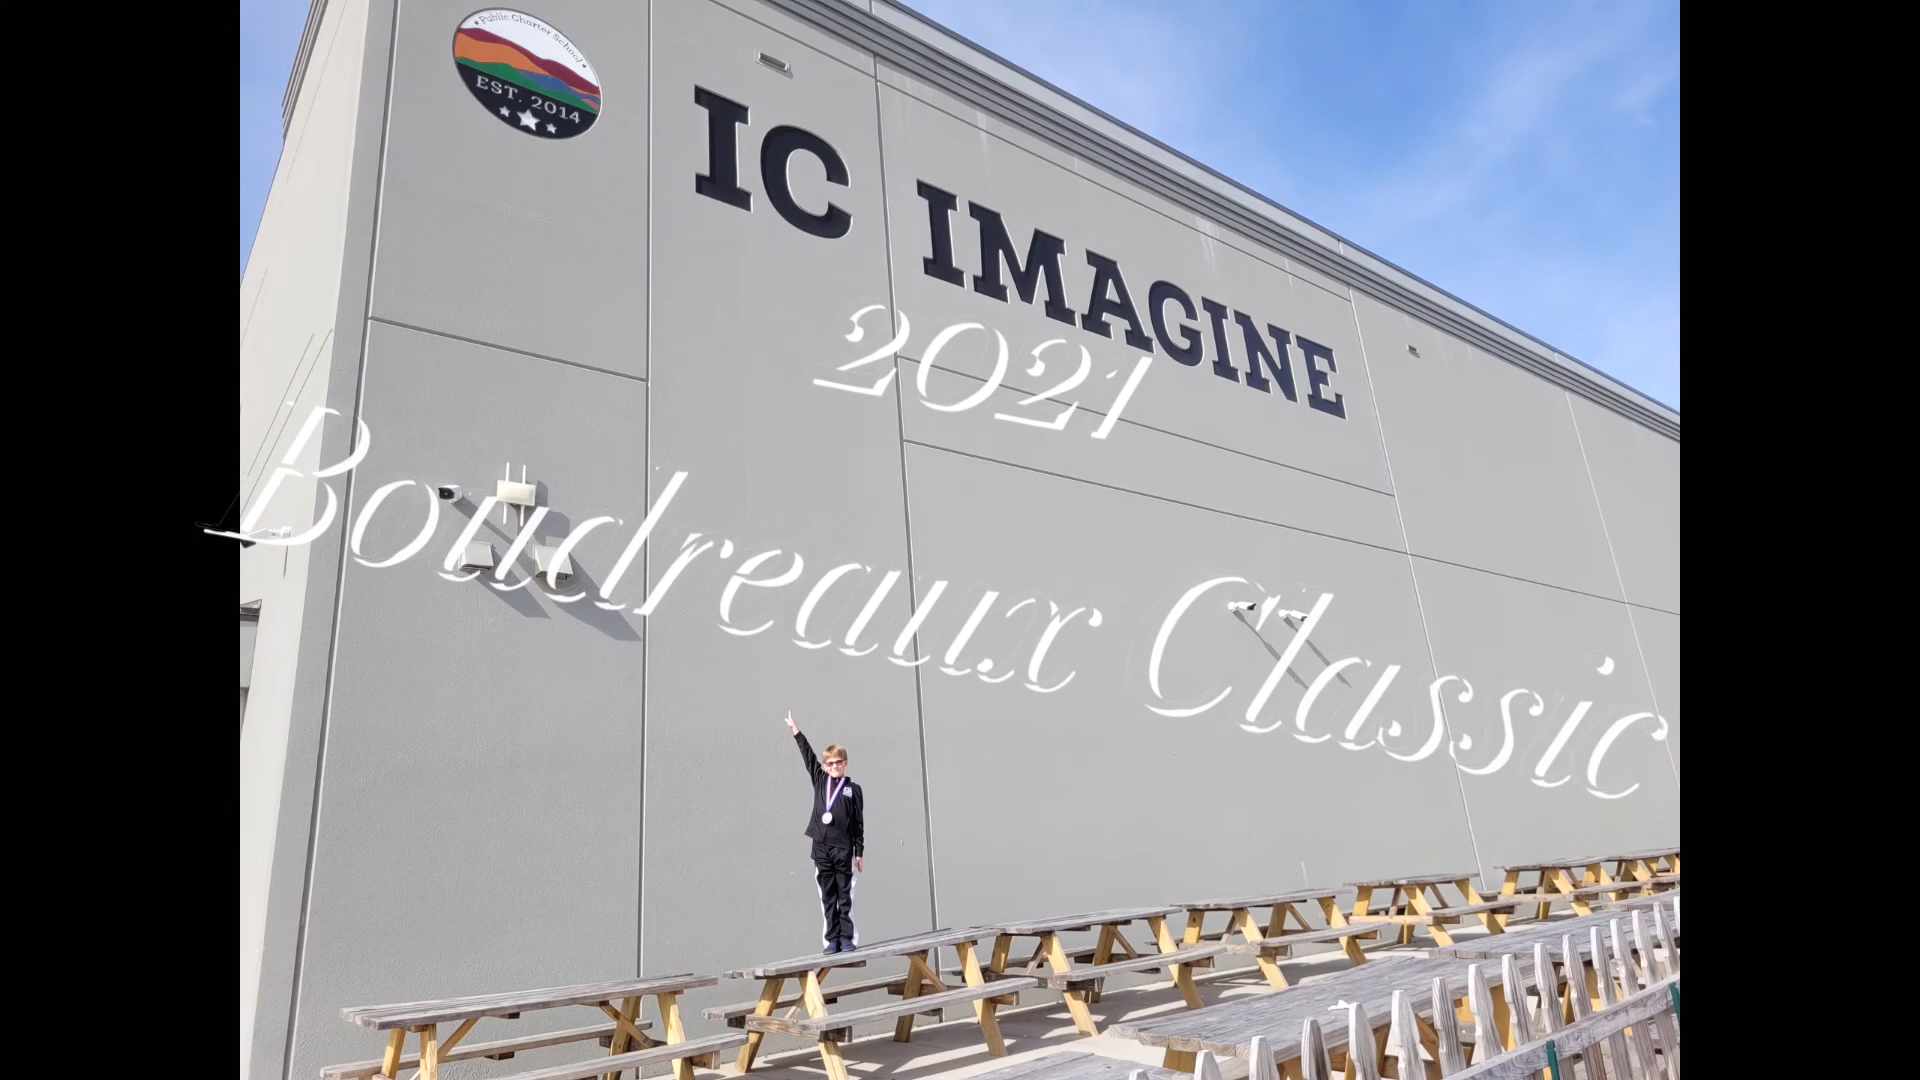 Public Charter School
EST. 2014
IC IMAGINE
2021
Boudreaux Classic